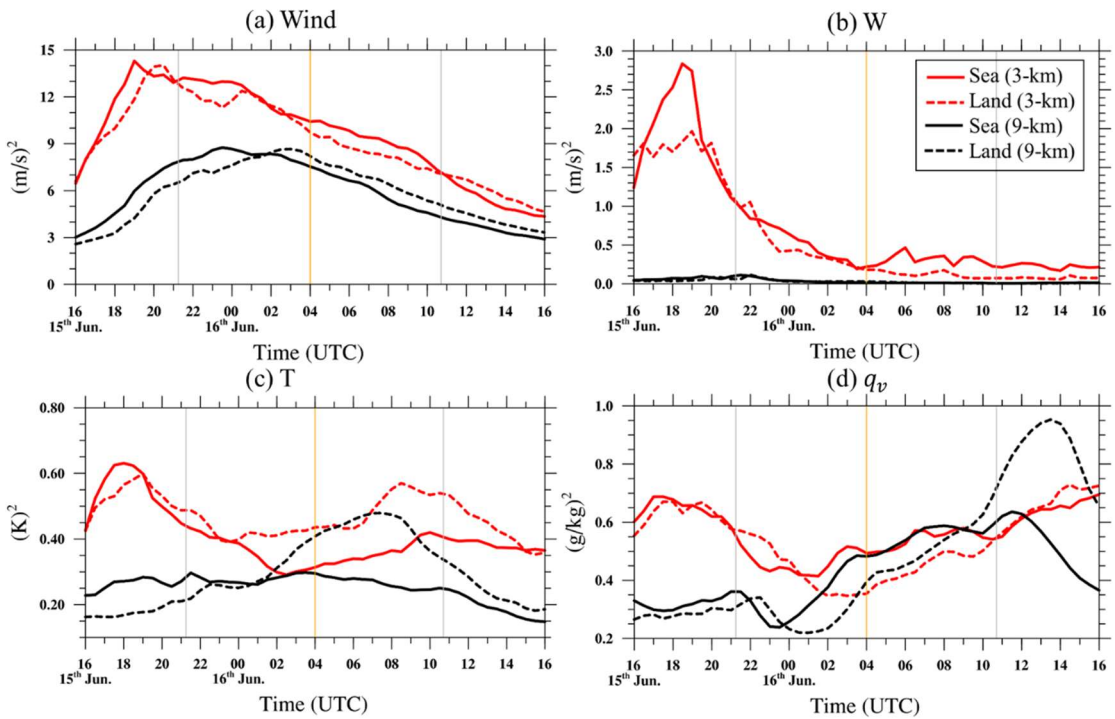 (a) Wind
(m/s)²
15
12
9
6
3
0
16 18 20 22 00 02 04 06 08 10 12 14 16
15th Jun. 16th Jun.
Time (UTC)
(b) W
(m/s)²
3.0
2.5
2.0
1.5
1.0
0.5
0.0
Sea (3-km)
Land (3-km)
Sea (9-km)
Land (9-km)
16 18 20 22 00 02 04 06 08 10 12 14 16
15th Jun. 16th Jun.
Time (UTC)
(c) T
(K)²
0.80
0.60
0.40
0.20
16 18 20 22 00 02 04 06 08 10 12 14 16
15th Jun. 16th Jun.
Time (UTC)
(d) qv
(g/kg)²
1.0
0.8
0.6
0.4
0.2
16 18 20 22 00 02 04 06 08 10 12 14 16
15th Jun. 16th Jun.
Time (UTC)